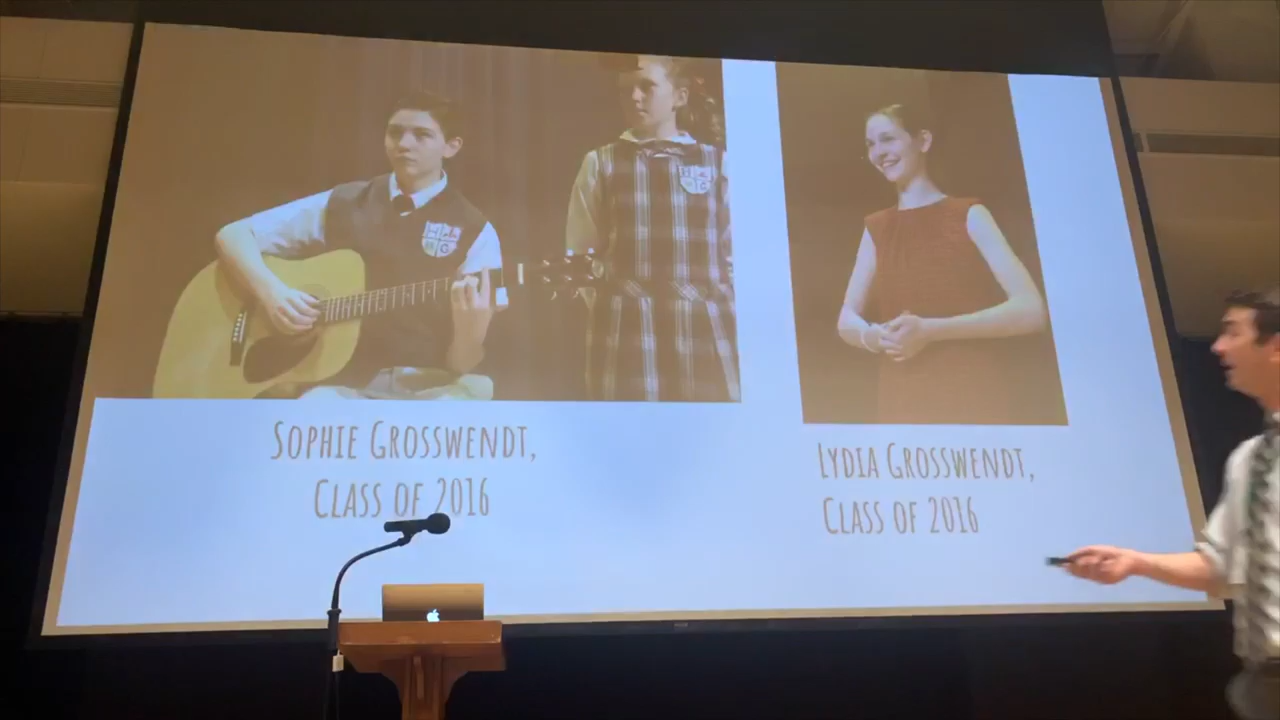 SOPHIE GROSSWENDT,
CLASS OF 2016
LYDIA GROSSWENDT,
CLASS OF 2016